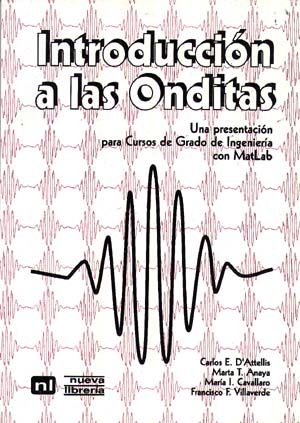 Introducción
a las Onditas
Una presentación
para Cursos de Grado de Ingeniería
con MatLab
Carlos E. D'Attellis
Marta T. Anaya
María I. Cavallaro
Francisco F. Villaverde
nl
nueva
librería